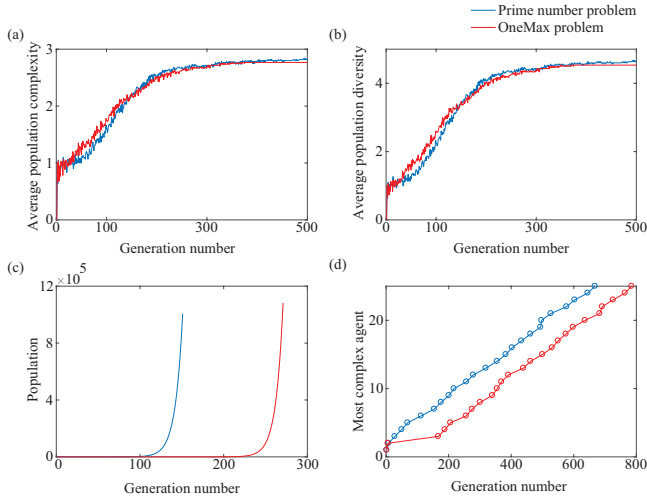 Prime number problem
OneMax problem
(a)
(b)
Average population complexity
3
2
1
0
0
100
300
500
Generation number
Average population diversity
4
2
0
0
100
300
500
Generation number
(c)
(d)
12 ×10⁵
8
4
0
Population
0
100
200
300
Generation number
Most complex agent
20
10
0
0
200
400
600
800
Generation number